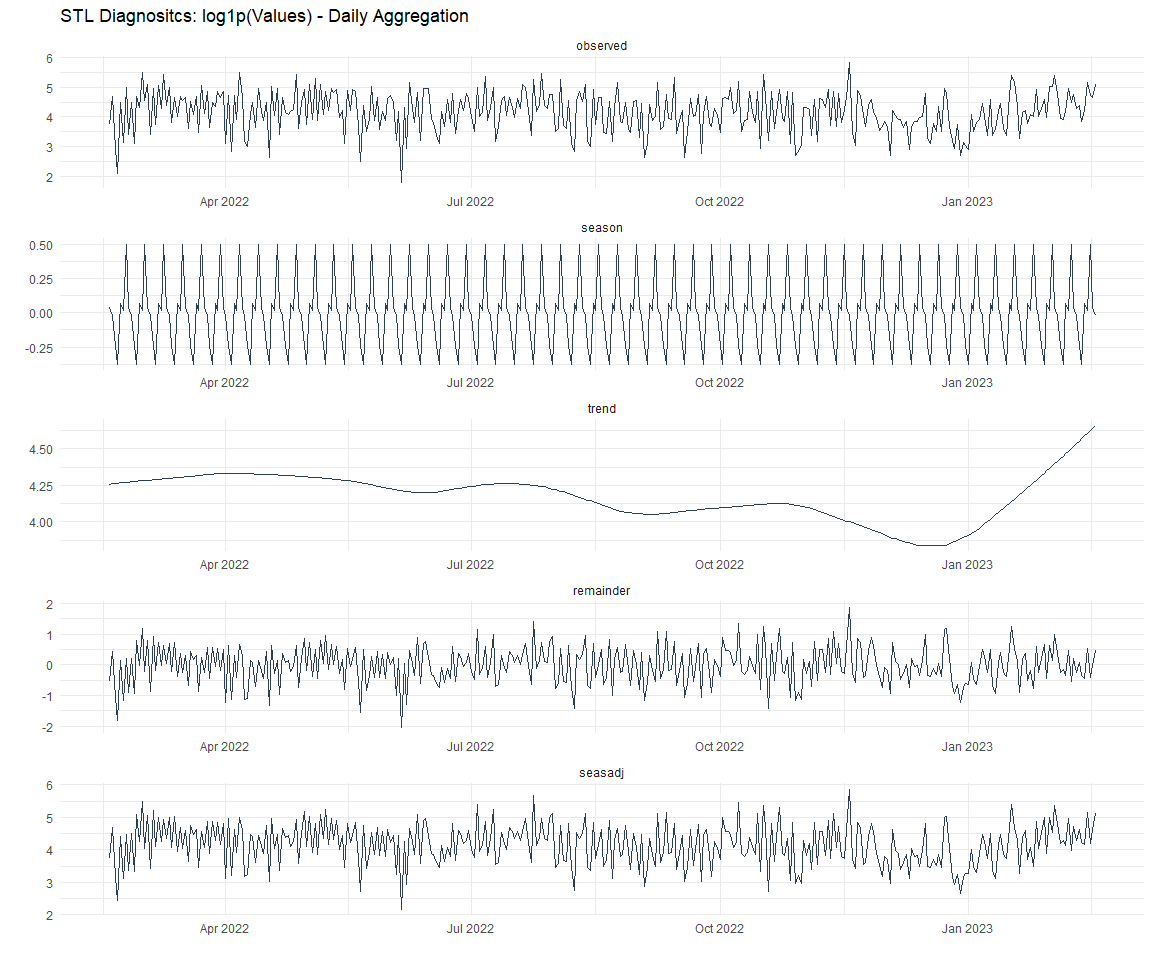 STL Diagnositcs: log1p(Values) - Daily Aggregation
observed
6
5
4
3
2
Apr 2022 Jul 2022 Oct 2022 Jan 2023
season
0.50
0.25
0.00
-0.25
Apr 2022 Jul 2022 Oct 2022 Jan 2023
trend
4.50
4.25
4.00
Apr 2022 Jul 2022 Oct 2022 Jan 2023
remainder
2
1
0
-1
-2
Apr 2022 Jul 2022 Oct 2022 Jan 2023
seasadj
6
5
4
3
2
Apr 2022 Jul 2022 Oct 2022 Jan 2023